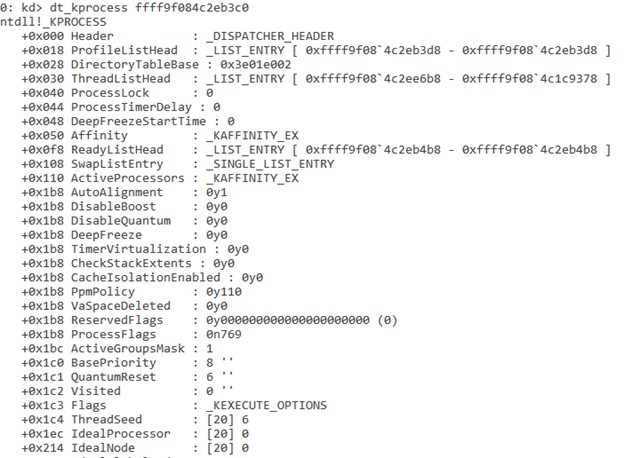 0: kd> dt_kprocess ffff9f084c2eb3c0
ntdll!_KPROCESS
+0x000 Header : _DISPATCHER_HEADER
+0x018 ProfileListHead : _LIST_ENTRY [ 0xffff9f08`4c2eb3d8 - 0xffff9f08`4c2eb3d8 ]
+0x028 DirectoryTableBase : 0x3e01e002
+0x030 ThreadListHead : _LIST_ENTRY [ 0xffff9f08`4c2ee6b8 - 0xffff9f08`4c1c9378 ]
+0x040 ProcessLock : 0
+0x044 ProcessTimerDelay : 0
+0x048 DeepFreezeStartTime : 0
+0x050 Affinity : _KAFFINITY_EX
+0x0f8 ReadyListHead : _LIST_ENTRY [ 0xffff9f08`4c2eb4b8 - 0xffff9f08`4c2eb4b8 ]
+0x108 SwapListEntry : _SINGLE_LIST_ENTRY
+0x110 ActiveProcessors : _KAFFINITY_EX
+0x1b8 AutoAlignment : 0y1
+0x1b8 DisableBoost : 0y0
+0x1b8 DisableQuantum : 0y0
+0x1b8 DeepFreeze : 0y0
+0x1b8 TimerVirtualization : 0y0
+0x1b8 CheckStackExtents : 0y0
+0x1b8 CacheIsolationEnabled : 0y0
+0x1b8 PpmPolicy : 0y110
+0x1b8 VaSpaceDeleted : 0y0
+0x1b8 ReservedFlags : 0y000000000000000000000 (0)
+0x1b8 ProcessFlags : 0n769
+0x1bc ActiveGroupsMask : 1
+0x1c0 BasePriority : 8 ''
+0x1c1 QuantumReset : 6 ''
+0x1c2 Visited : 0 ''
+0x1c3 Flags : _KEXECUTE_OPTIONS
+0x1c4 ThreadSeed : [20] 6
+0x1ec IdealProcessor : [20] 0
+0x214 IdealNode : [20] 0